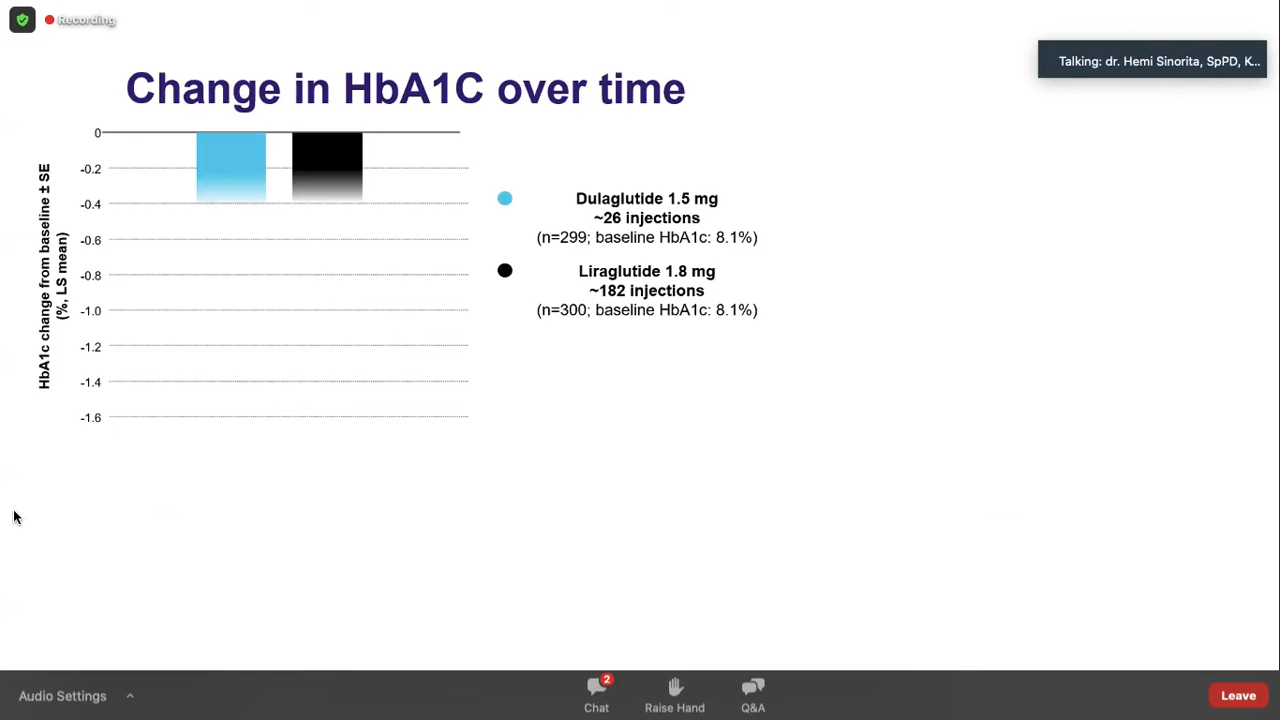 Recording
Talking: dr. Hemi Sinorita, SpPD, K...
Change in HbA1C over time
HbA1c change from baseline ± SE
(%, LS mean)
0
-0.2
-0.4
-0.6
-0.8
-1.0
-1.2
-1.4
-1.6
Dulaglutide 1.5 mg
~26 injections
(n=299; baseline HbA1c: 8.1%)
Liraglutide 1.8 mg
~182 injections
(n=300; baseline HbA1c: 8.1%)
Audio Settings
2
Chat
Raise Hand
Q&A
Leave